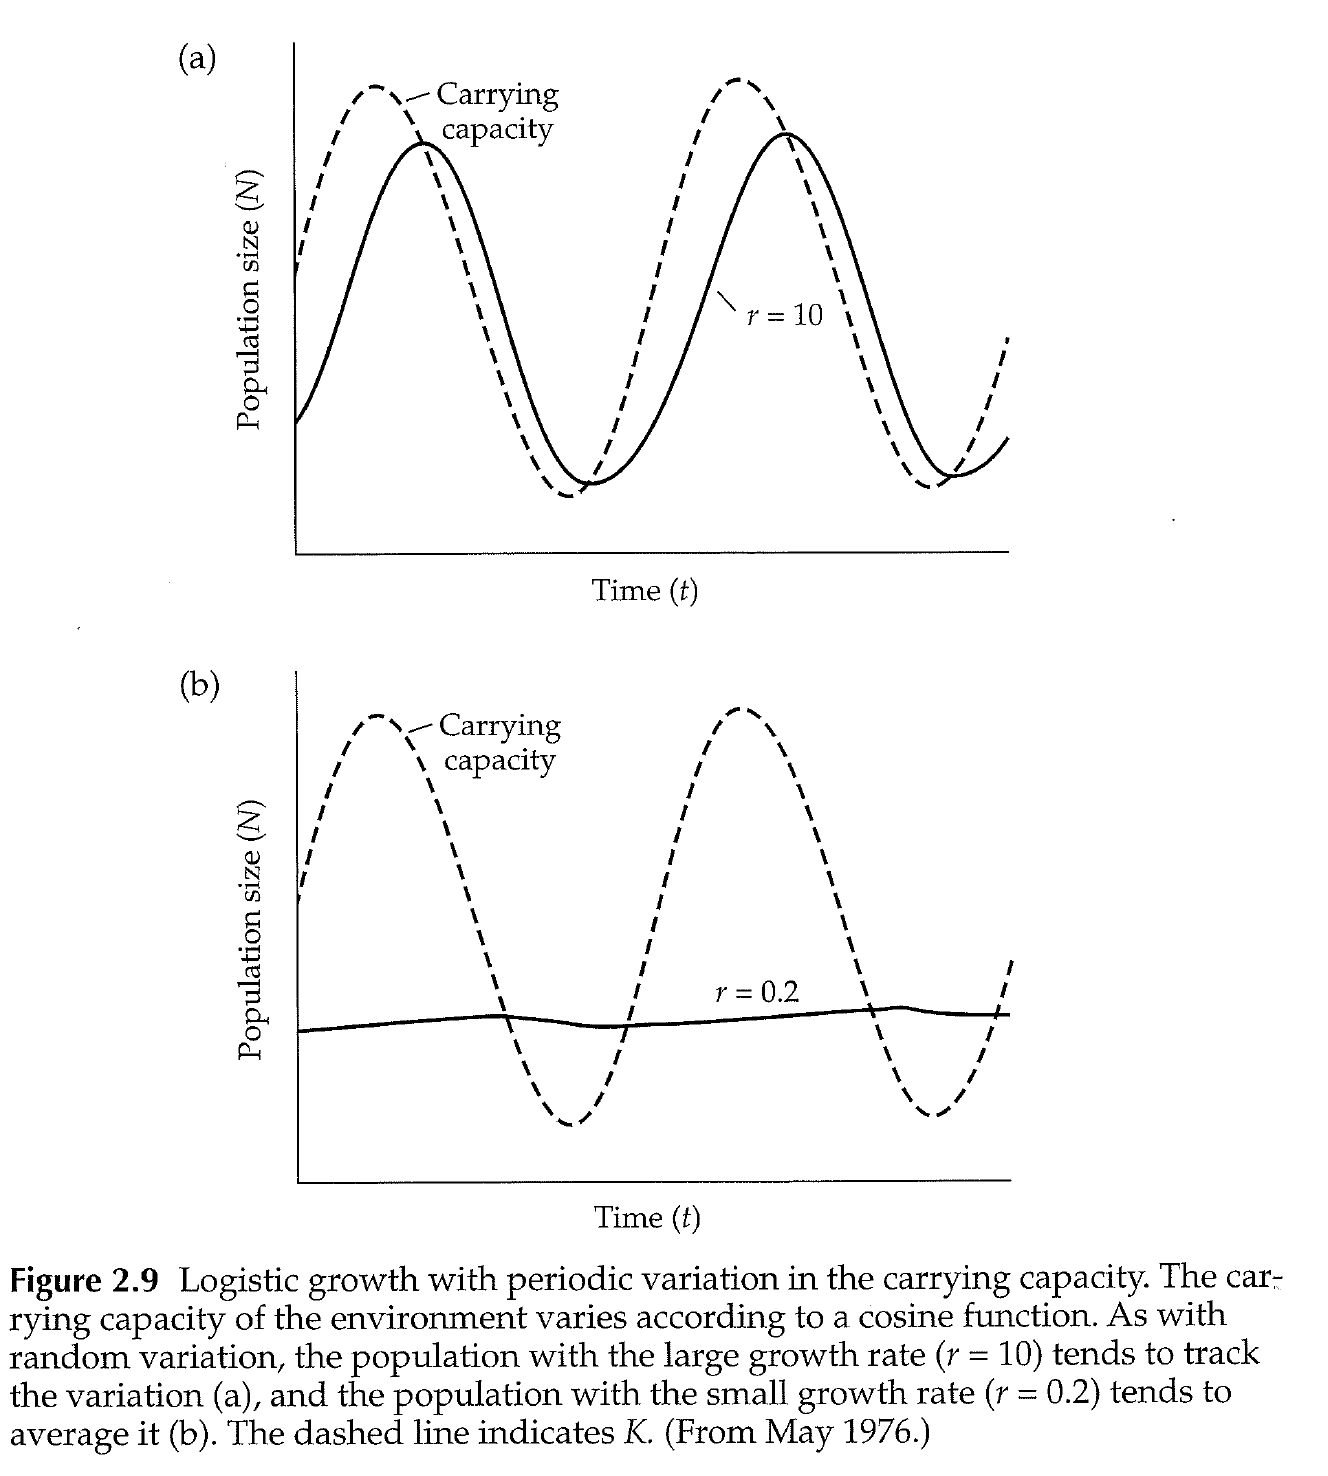 (a)
Carrying
capacity
Population size (N)
r = 10
Time (t)
(b)
Carrying
capacity
Population size (N)
r = 0.2
Time (t)
Figure 2.9 Logistic growth with periodic variation in the carrying capacity. The car-
rying capacity of the environment varies according to a cosine function. As with
random variation, the population with the large growth rate (r = 10) tends to track
the variation (a), and the population with the small growth rate (r = 0.2) tends to
average it (b). The dashed line indicates K. (From May 1976.)